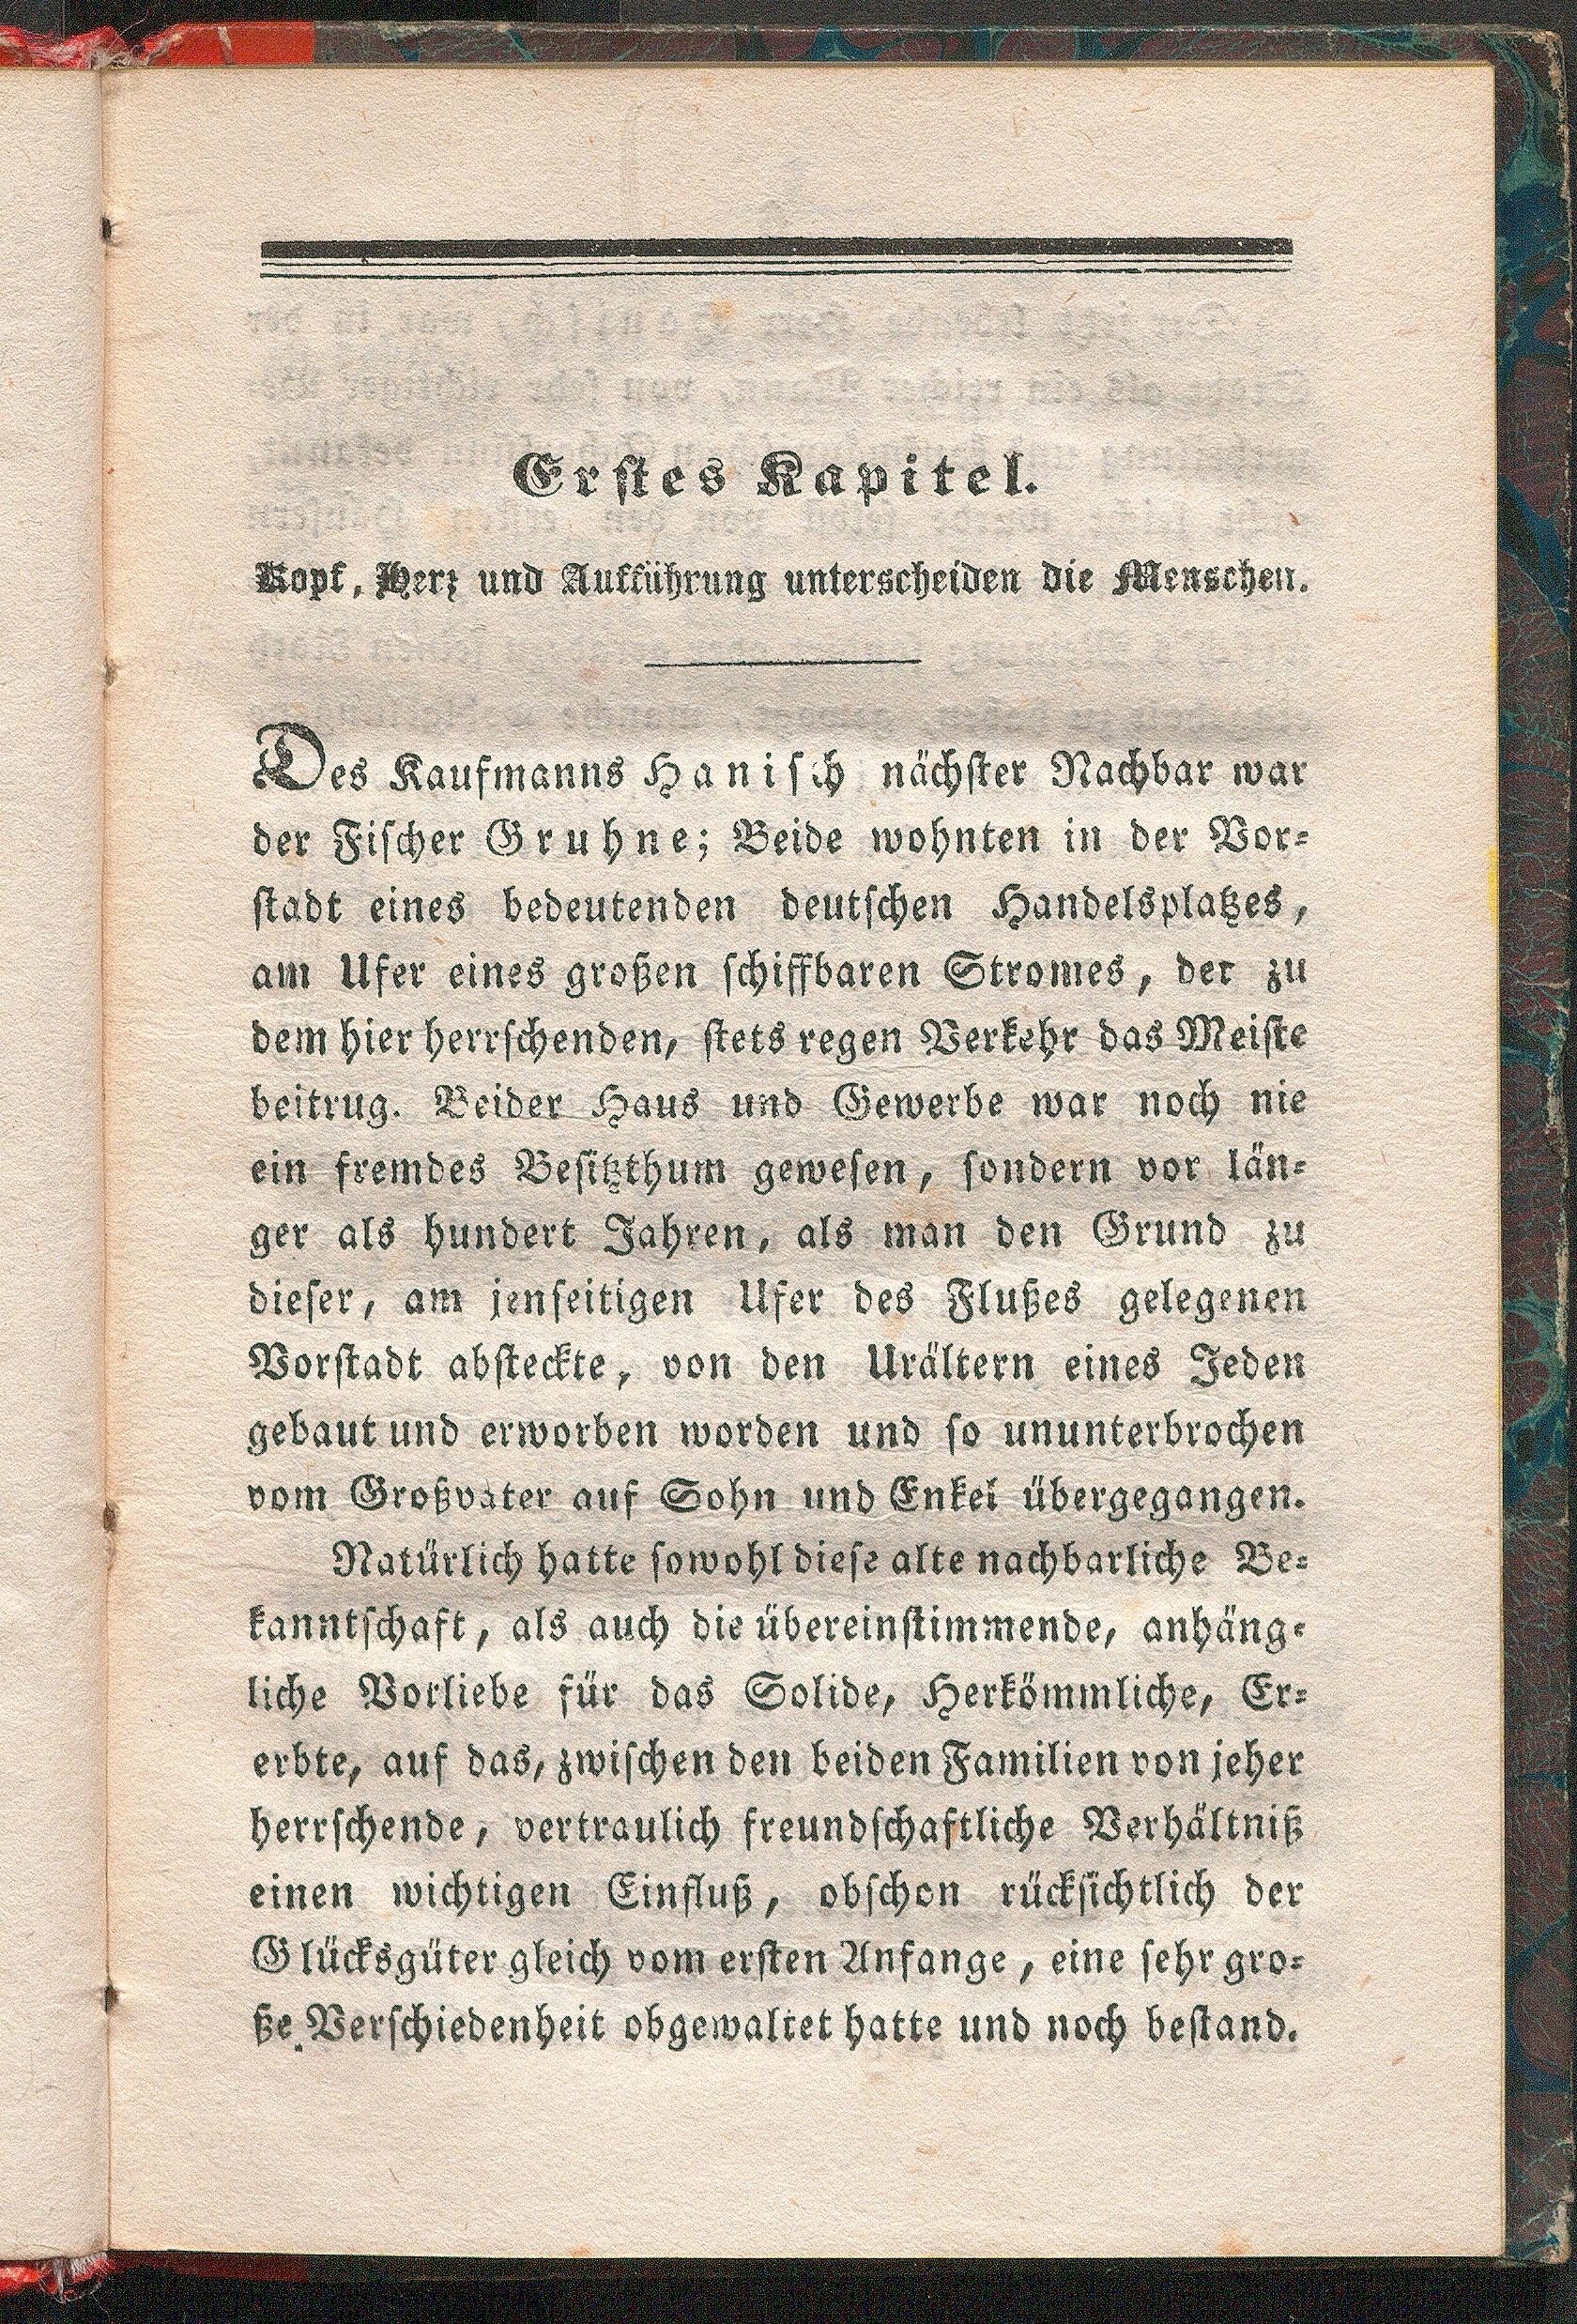 Erstes Kapitel.
Kopf, Herz und Aufführung unterscheiden die Menschen.
Des Kaufmanns Hanisch nächster Nachbar war
der Fischer Gruhne; Beide wohnten in der Vor-
stadt eines bedeutenden deutschen Handelsplatzes,
am Ufer eines großen schiffbaren Stromes, der zu
dem hier herrschenden, stets regen Verkehr das Meiste
beitrug. Beider Haus und Gewerbe war noch nie
ein fremdes Besitzthum gewesen, sondern vor län-
ger als hundert Jahren, als man den Grund zu
dieser, am jenseitigen Ufer des Flußes gelegenen
Vorstadt absteckte, von den Urältern eines Jeden
gebaut und erworben worden und so ununterbrochen
vom Großvater auf Sohn und Enkel übergegangen.
Natürlich hatte sowohl diese alte nachbarliche Be-
kanntschaft, als auch die übereinstimmende, anhäng-
liche Vorliebe für das Solide, Herkömmliche, Er-
erbte, auf das, zwischen den beiden Familien von jeher
herrschende, vertraulich freundschaftliche Verhältniß
einen wichtigen Einfluß, obschon rücksichtlich der
Glücksgüter gleich vom ersten Anfange, eine sehr gro-
ße Verschiedenheit obgewaltet hatte und noch bestand.